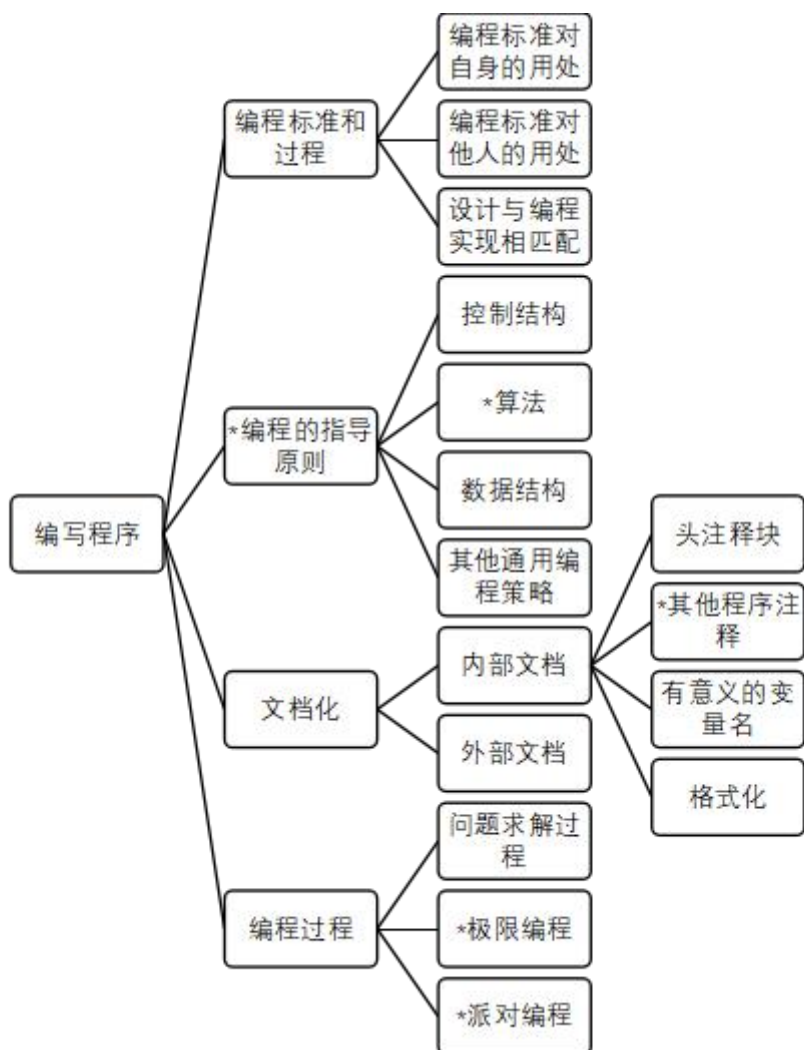 编程标准对
自身的用处
编程标准和
过程
编程标准对
他人的用处
设计与编程
实现相匹配
控制结构
*算法
*编程的指导
原则
数据结构
编写程序
其他通用编
程策略
头注释块
*其他程序注
释
内部文档
文档化
有意义的变
量名
外部文档
格式化
问题求解过
程
编程过程
*极限编程
*派对编程